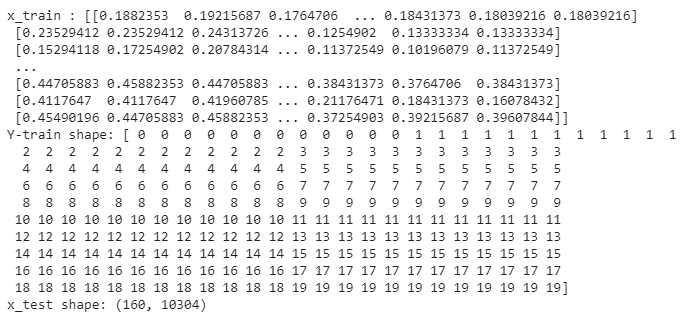 x_train : [[0.1882353  0.19215687 0.1764706  ... 0.18431373 0.18039216 0.18039216]
 [0.23529412 0.23529412 0.24313726 ... 0.1254902  0.13333334 0.13333334]
 [0.15294118 0.17254902 0.20784314 ... 0.11372549 0.10196079 0.11372549]
 ...
 [0.44705883 0.45882353 0.44705883 ... 0.38431373 0.3764706  0.38431373]
 [0.4117647  0.4117647  0.41960785 ... 0.21176471 0.18431373 0.16078432]
 [0.45490196 0.44705883 0.45882353 ... 0.37254903 0.39215687 0.39607844]]
Y-train shape: [ 0  0  0  0  0  0  0  0  0  0  0  0  1  1  1  1  1  1  1  1  1  1  1  1
  2  2  2  2  2  2  2  2  2  2  2  2  3  3  3  3  3  3  3  3  3  3  3  3
  4  4  4  4  4  4  4  4  4  4  4  4  5  5  5  5  5  5  5  5  5  5  5  5
  6  6  6  6  6  6  6  6  6  6  6  6  7  7  7  7  7  7  7  7  7  7  7  7
  8  8  8  8  8  8  8  8  8  8  8  8  9  9  9  9  9  9  9  9  9  9  9  9
 10 10 10 10 10 10 10 10 10 10 10 10 11 11 11 11 11 11 11 11 11 11 11 11
 12 12 12 12 12 12 12 12 12 12 12 12 13 13 13 13 13 13 13 13 13 13 13 13
 14 14 14 14 14 14 14 14 14 14 14 14 15 15 15 15 15 15 15 15 15 15 15 15
 16 16 16 16 16 16 16 16 16 16 16 16 17 17 17 17 17 17 17 17 17 17 17 17
 18 18 18 18 18 18 18 18 18 18 18 18 19 19 19 19 19 19 19 19 19 19 19 19]
x_test shape: (160, 10304)